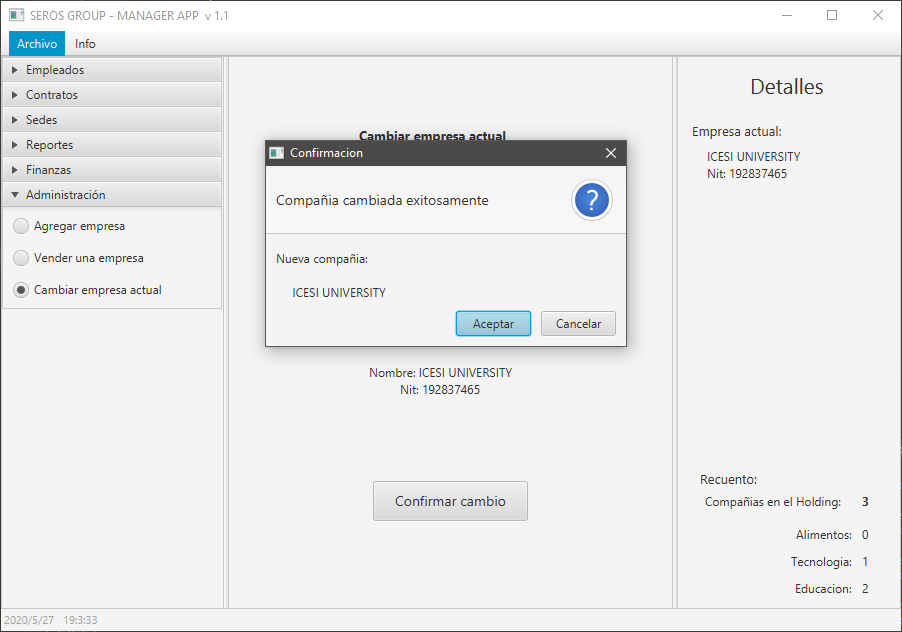 SEROS GROUP - MANAGER APP v 1.1
Archivo Info
Empleados
Contratos
Sedes
Reportes
Finanzas
Administración
Agregar empresa
Vender una empresa
Cambiar empresa actual
Cambiar empresa actual
Confirmacion
Compañia cambiada exitosamente
?
Nueva compañia:
ICESI UNIVERSITY
Aceptar Cancelar
Nombre: ICESI UNIVERSITY
Nit: 192837465
Confirmar cambio
Detalles
Empresa actual:
ICESI UNIVERSITY
Nit: 192837465
Recuento:
Compañias en el Holding: 3
Alimentos: 0
Tecnologia: 1
Educacion: 2
2020/5/27 19:3:33